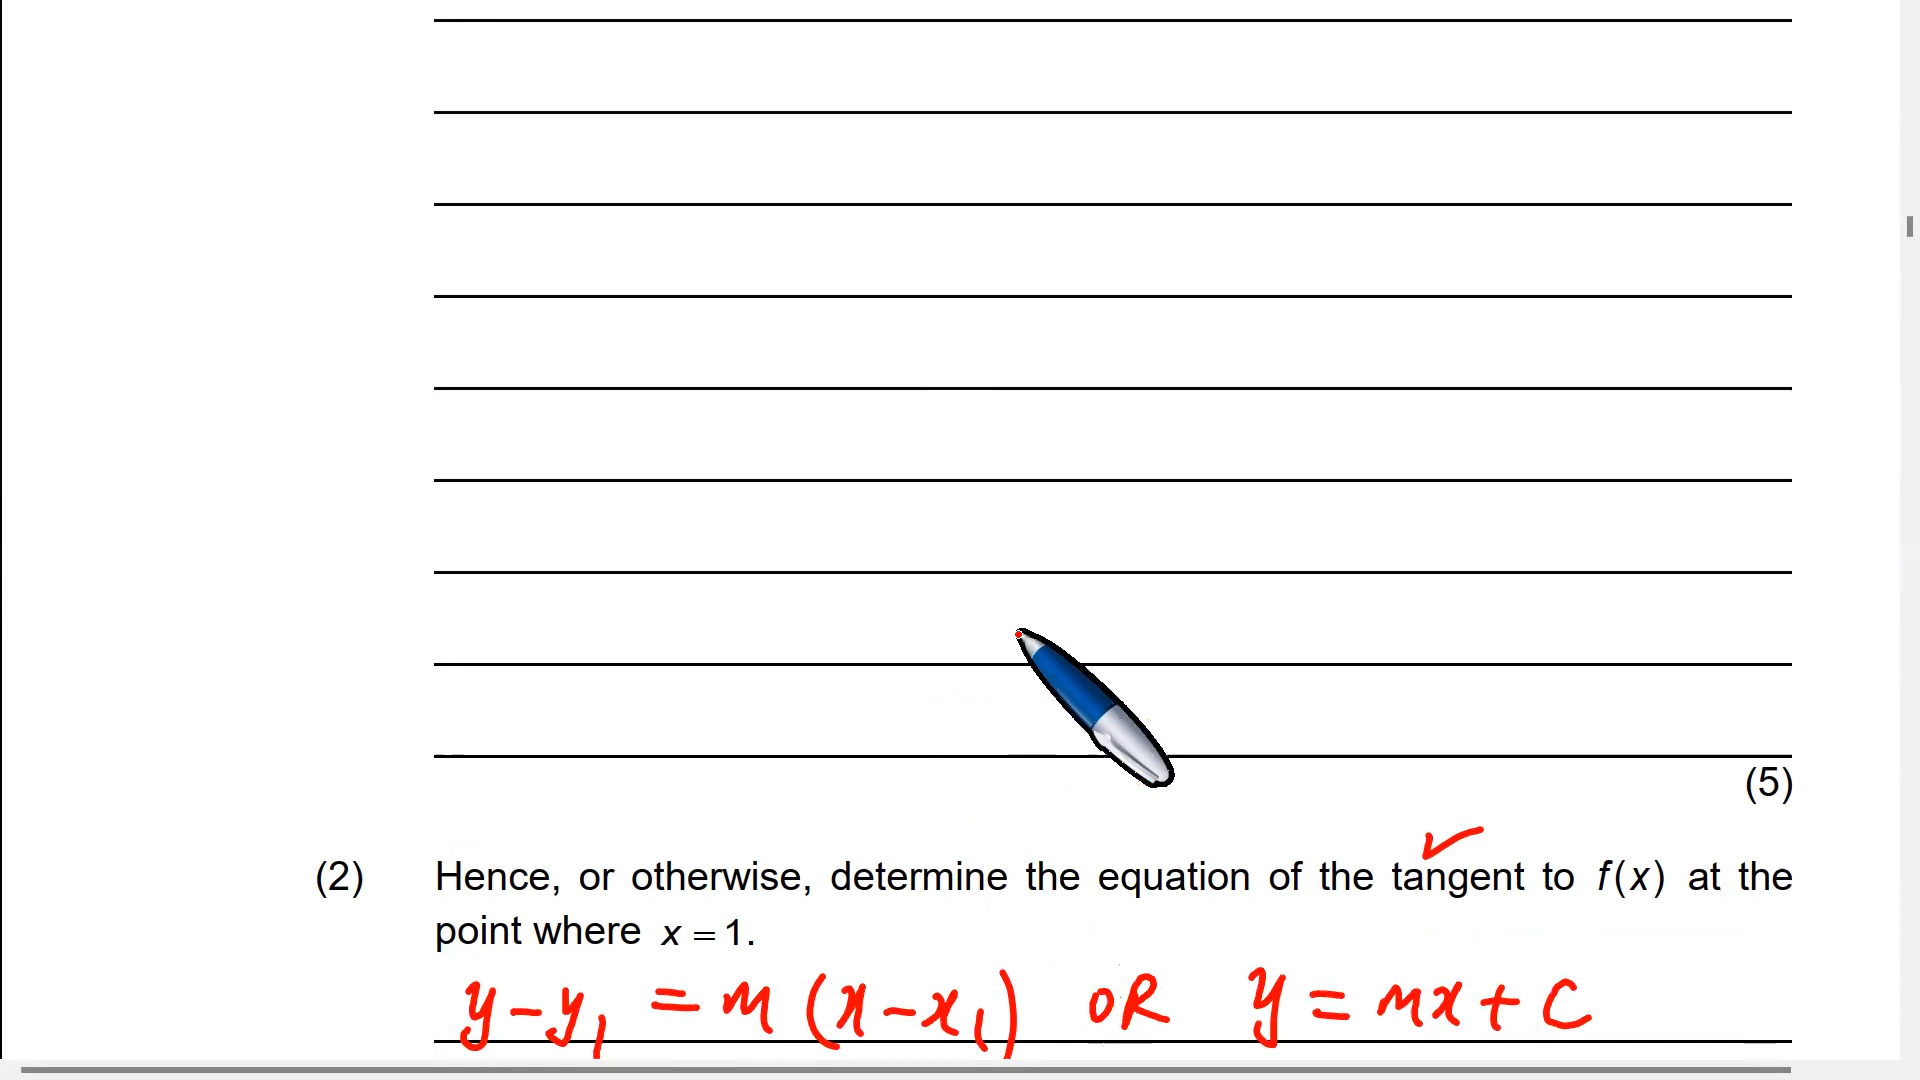 (5)
(2) Hence, or otherwise, determine the equation of the tangent to f(x) at the
point where x = 1.
y - y₁ = m (x - x₁) OR y = mx + c